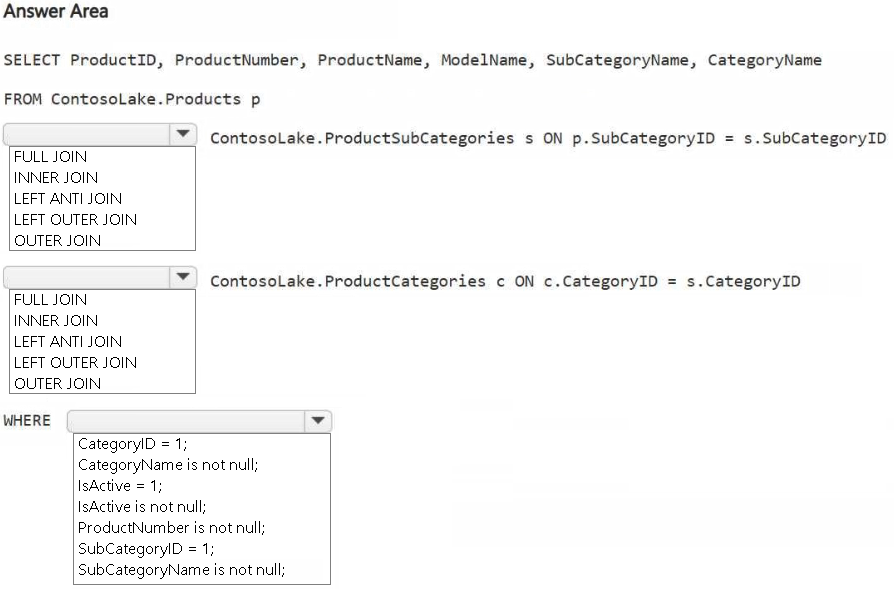 Answer Area
SELECT ProductID, ProductNumber, ProductName, ModelName, SubCategoryName, CategoryName
FROM ContosoLake.Products p
ContosoLake.ProductSubCategories s ON p.SubCategoryID = s.SubCategoryID
FULL JOIN
INNER JOIN
LEFT ANTI JOIN
LEFT OUTER JOIN
OUTER JOIN
ContosoLake.ProductCategories c ON c.CategoryID = s.CategoryID
FULL JOIN
INNER JOIN
LEFT ANTI JOIN
LEFT OUTER JOIN
OUTER JOIN
WHERE
CategoryID = 1;
CategoryName is not null;
IsActive = 1;
IsActive is not null;
ProductNumber is not null;
SubCategoryID = 1;
SubCategoryName is not null;